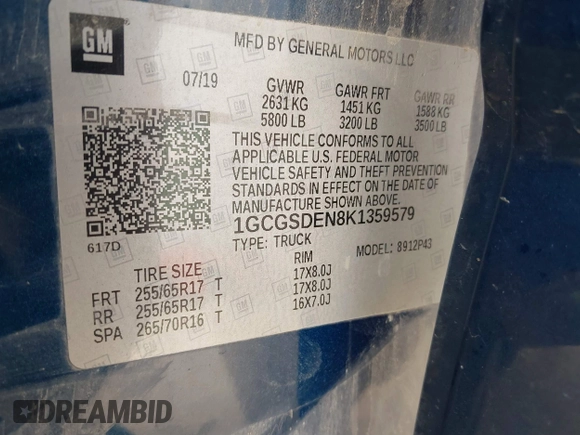 GM
MFD BY GENERAL MOTORS LLC
07/19
GVWR GAWR FRT GAWR RR
2631 KG 1451 KG 1588 KG
5800 LB 3200 LB 3500 LB
THIS VEHICLE CONFORMS TO ALL
APPLICABLE U.S. FEDERAL MOTOR
VEHICLE SAFETY AND THEFT PREVENTION
STANDARDS IN EFFECT ON THE DATE OF
MANUFACTURE SHOWN ABOVE.
1GCGSDEN8K1359579
617D
TYPE: TRUCK MODEL: 8912P43
TIRE SIZE RIM
FRT 255/65R17 T 17X8.0J
RR 255/65R17 T 17X8.0J
SPA 265/70R16 T 16X7.0J
DREAMBID